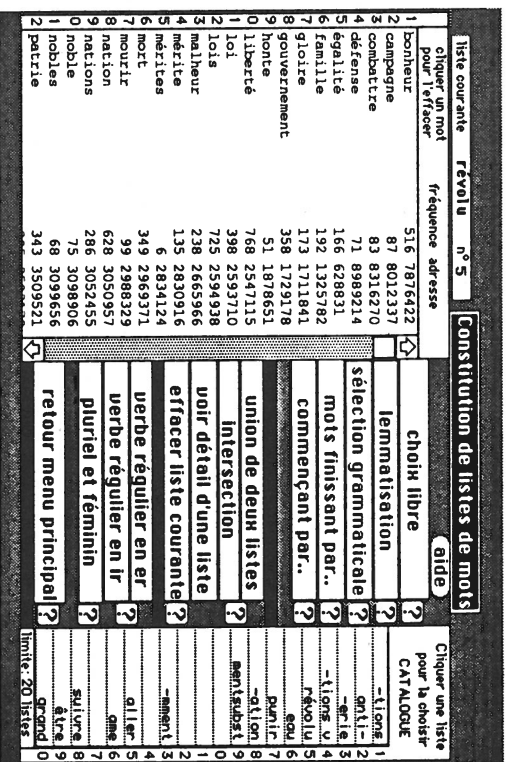 Constitution de listes de mots
liste courante révolu n° 5
cliquer un mot pour l'effacer
fréquence adresse
1 bonheur 516 7876422
2 campagne 87 8012337
3 combattre 83 8316270
4 défense 71 8989214
5 égalité 166 628831
6 famille 192 1325782
7 gloire 173 1711841
8 gouvernement 358 1729178
9 honte 51 1878651
0 liberté 768 2547115
1 loi 398 2593710
2 lois 725 2594938
3 malheur 238 2665966
4 mérite 135 2830916
5 mérites 6 2834124
6 mort 349 2969371
7 mourir 99 2988329
8 nation 628 3050957
9 nations 286 3052455
0 noble 75 3098906
1 nobles 68 3099656
2 patrie 343 3509521
aide
choix libre ?
lemmatisation ?
sélection grammaticale ?
mots finissant par.. ?
commençant par.. ?
union de deux listes
intersection ?
voir détail d'une liste
effacer liste courante ?
verbe régulier en er
verbe régulier en ir ?
pluriel et féminin ?
retour menu principal ?
Cliquer une liste
pour la choisir
CATALOGUE
-tions 1
anti- 2
-erie 3
-tions v 4
révolu 5
eau 6
punir 7
-ation 8
mentsubst 9
0
1
2
-mment 3
4
aller 5
ame 6
7
suivre 8
être 9
grand 0
limite: 20 listes